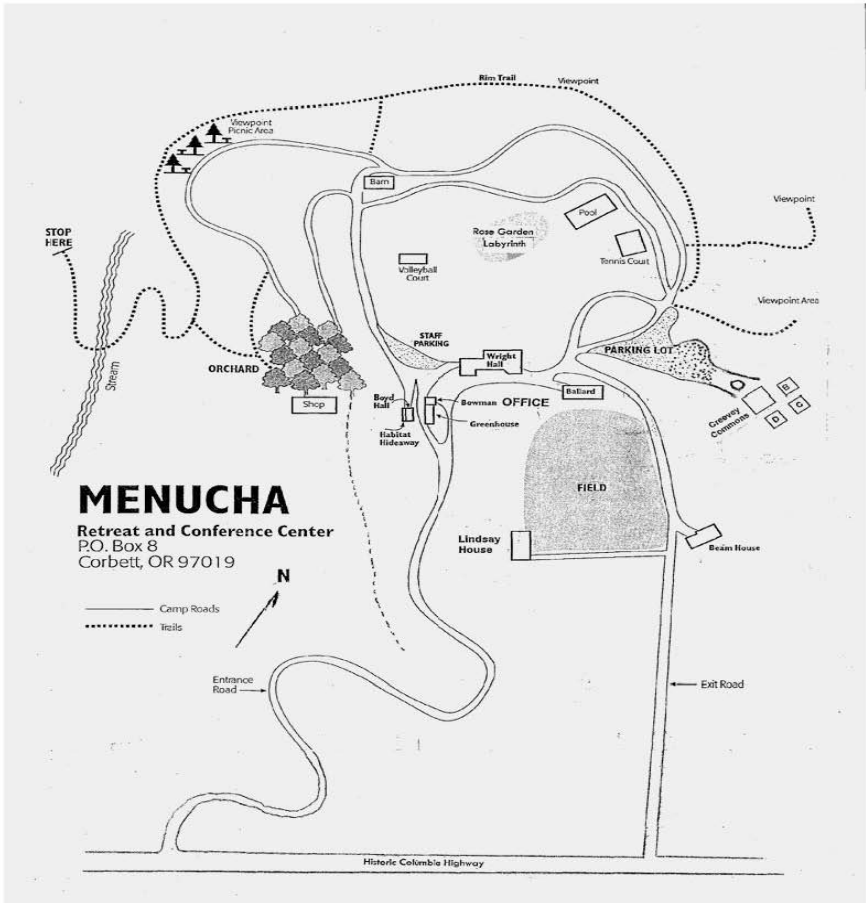 Rim Trail
Viewpoint
Viewpoint
Picnic Area
Barn
STOP
HERE
Viewpoint
Pool
Rose Garden
Labyrinth
Tennis Court
Volleyball
Court
Viewpoint Area
STAFF
PARKING
Wright
Hall
PARKING LOT
ORCHARD
Stream
Shop
Boyd
Hall
Bowman
OFFICE
Ballard
Greenhouse
Habitat
Hideaway
Creevey
Commons
B
C
D
FIELD
MENUCHA
Retreat and Conference Center
P.O. Box 8
Corbett, OR 97019
Lindsay
House
Beam House
N
Camp Roads
Trails
Entrance
Road
Exit Road
Historic Columbia Highway